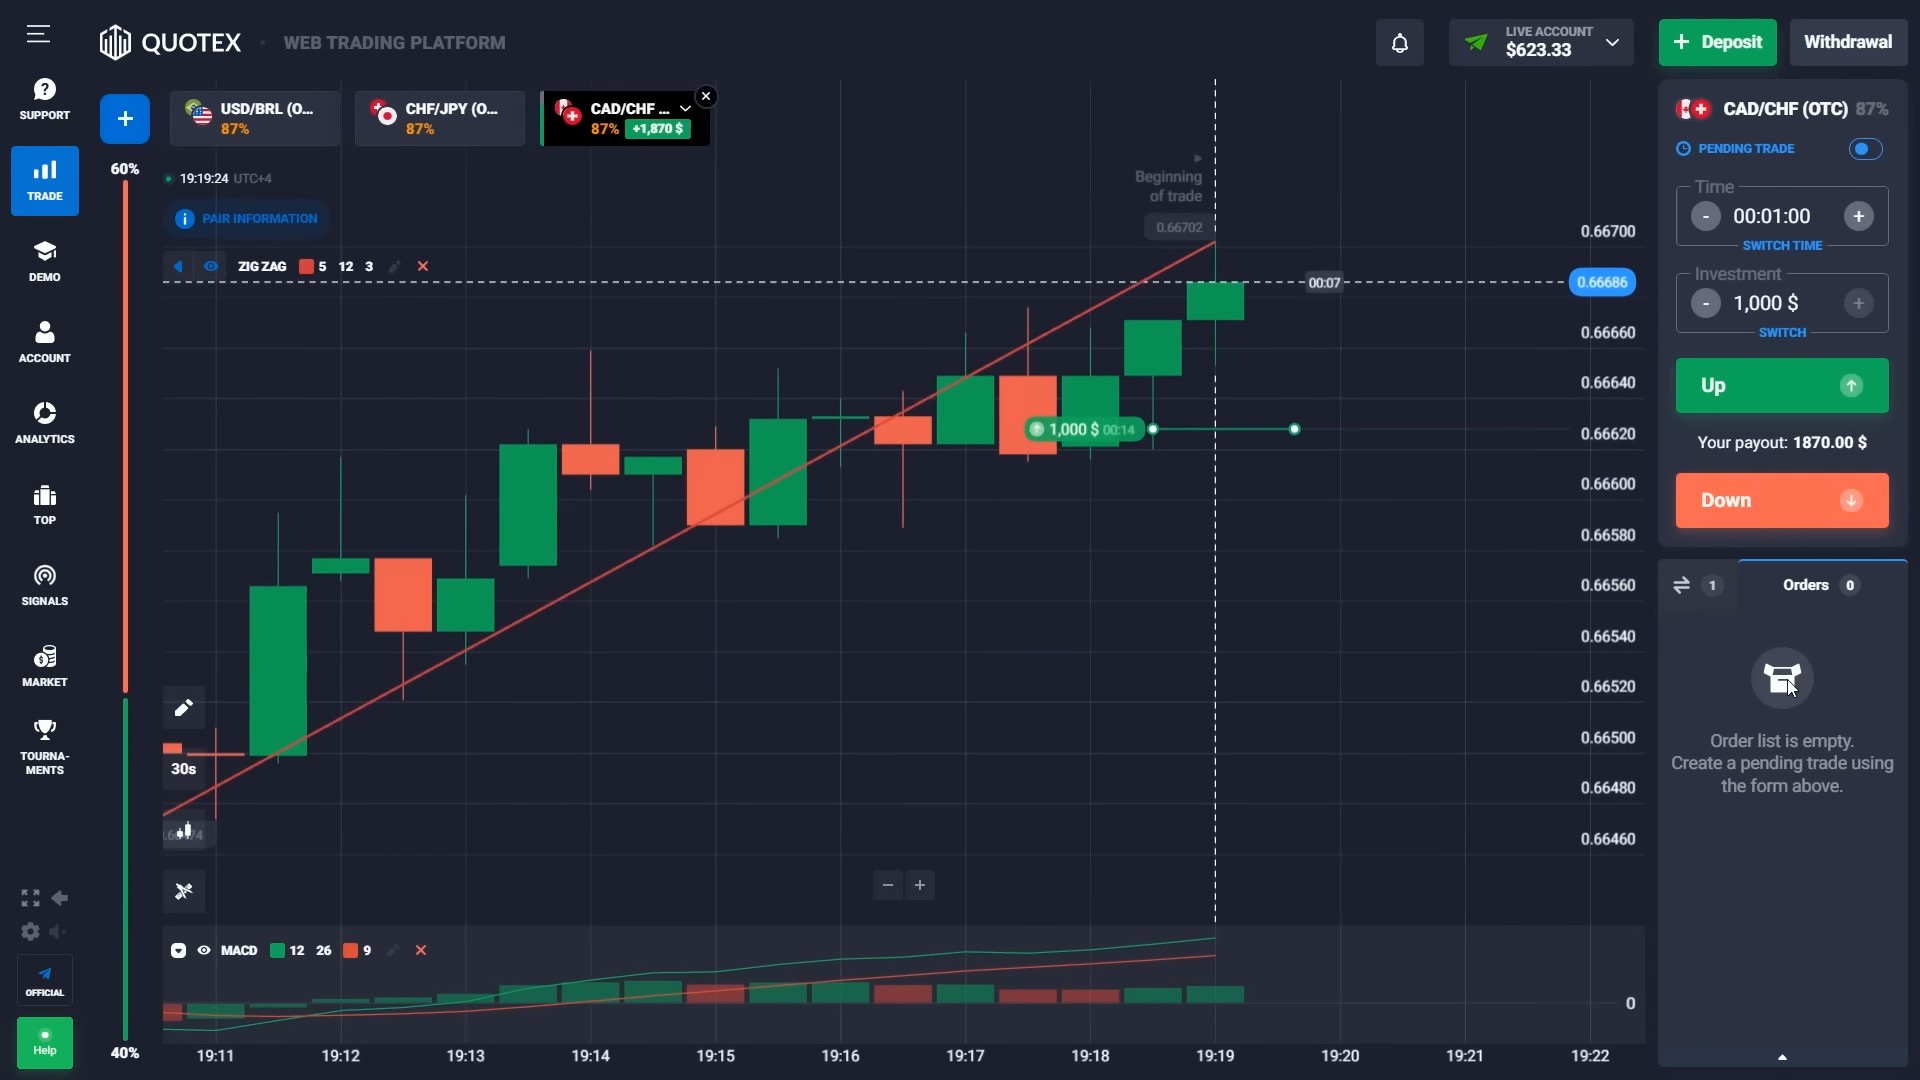 QUOTEX
WEB TRADING PLATFORM
LIVE ACCOUNT
$623.33
+ Deposit
Withdrawal
SUPPORT
TRADE
DEMO
ACCOUNT
ANALYTICS
TOP
SIGNALS
MARKET
TOURNA-
MENTS
OFFICIAL
Help
+
USD/BRL (O...
87%
CHF/JPY (O...
87%
CAD/CHF ...
87% +1,870 $
60%
40%
19:19:24 UTC+4
PAIR INFORMATION
ZIG ZAG 5 12 3
Beginning
of trade
0.66702
00:07
0.66686
1,000 $ 00:14
30s
0.66700
0.66660
0.66640
0.66620
0.66600
0.66580
0.66560
0.66540
0.66520
0.66500
0.66480
0.66460
MACD 12 26 9
0
19:11 19:12 19:13 19:14 19:15 19:16 19:17 19:18 19:19 19:20 19:21 19:22
CAD/CHF (OTC) 87%
PENDING TRADE
Time
- 00:01:00 +
SWITCH TIME
Investment
- 1,000 $ +
SWITCH
Up
Your payout: 1870.00 $
Down
1
Orders 0
Order list is empty.
Create a pending trade using
the form above.